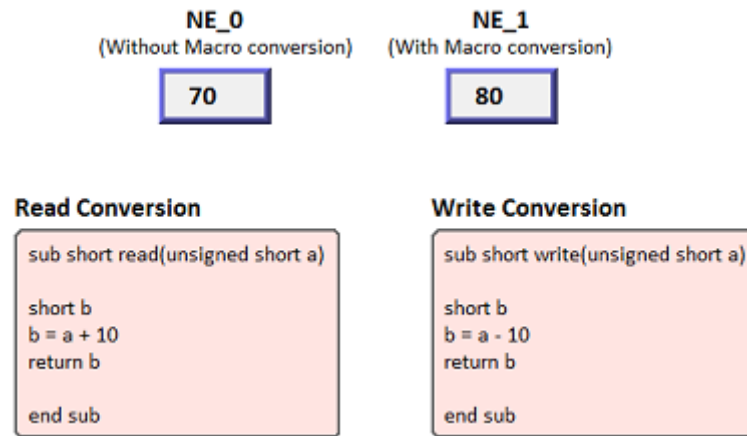 NE_0
(Without Macro conversion)
70
NE_1
(With Macro conversion)
80
Read Conversion
sub short read(unsigned short a)
short b
b = a + 10
return b
end sub
Write Conversion
sub short write(unsigned short a)
short b
b = a - 10
return b
end sub